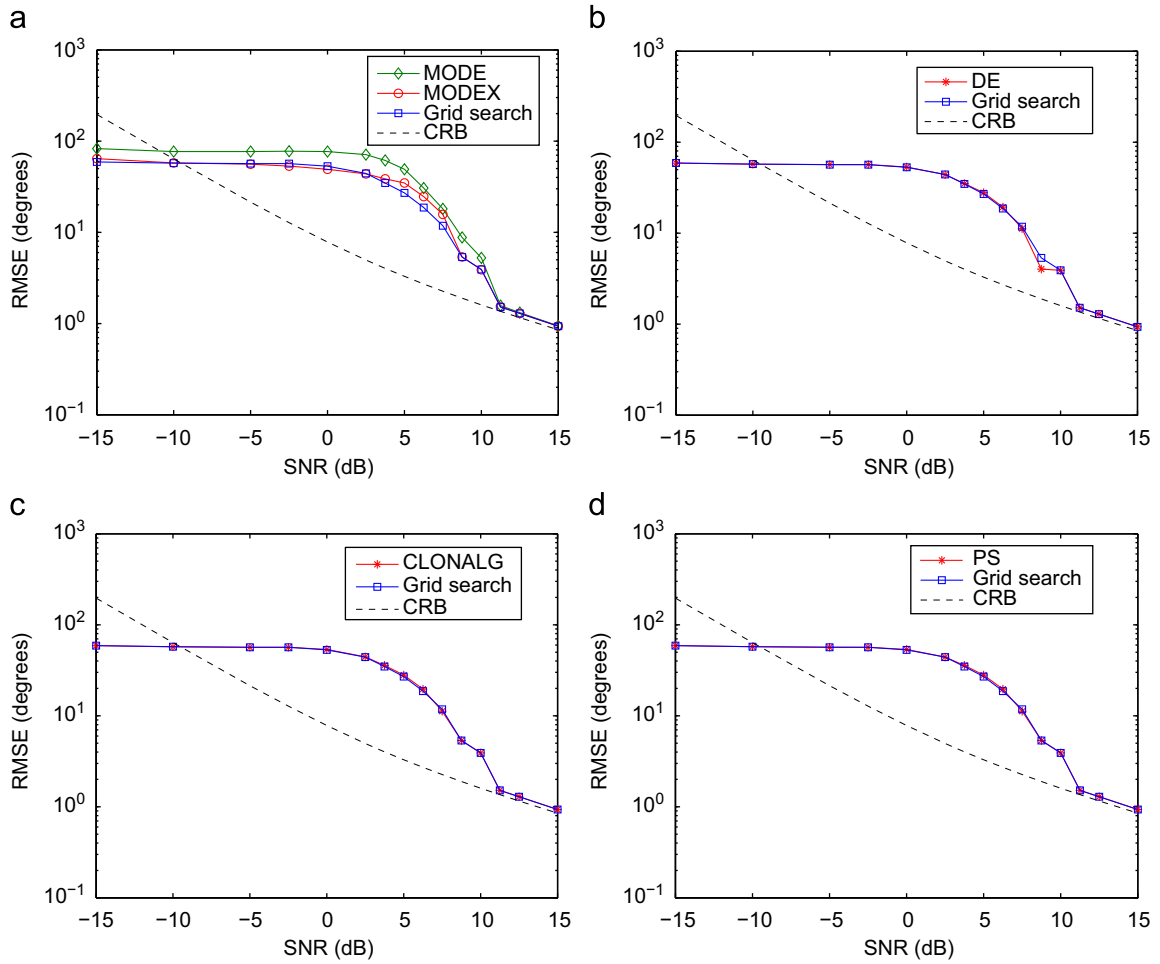 a
10³
10²
10¹
10⁰
10⁻¹
RMSE (degrees)
MODE
MODEX
Grid search
CRB
−15 −10 −5 0 5 10 15
SNR (dB)
b
10³
10²
10¹
10⁰
10⁻¹
RMSE (degrees)
DE
Grid search
CRB
−15 −10 −5 0 5 10 15
SNR (dB)
c
10³
10²
10¹
10⁰
10⁻¹
RMSE (degrees)
CLONALG
Grid search
CRB
−15 −10 −5 0 5 10 15
SNR (dB)
d
10³
10²
10¹
10⁰
10⁻¹
RMSE (degrees)
PS
Grid search
CRB
−15 −10 −5 0 5 10 15
SNR (dB)